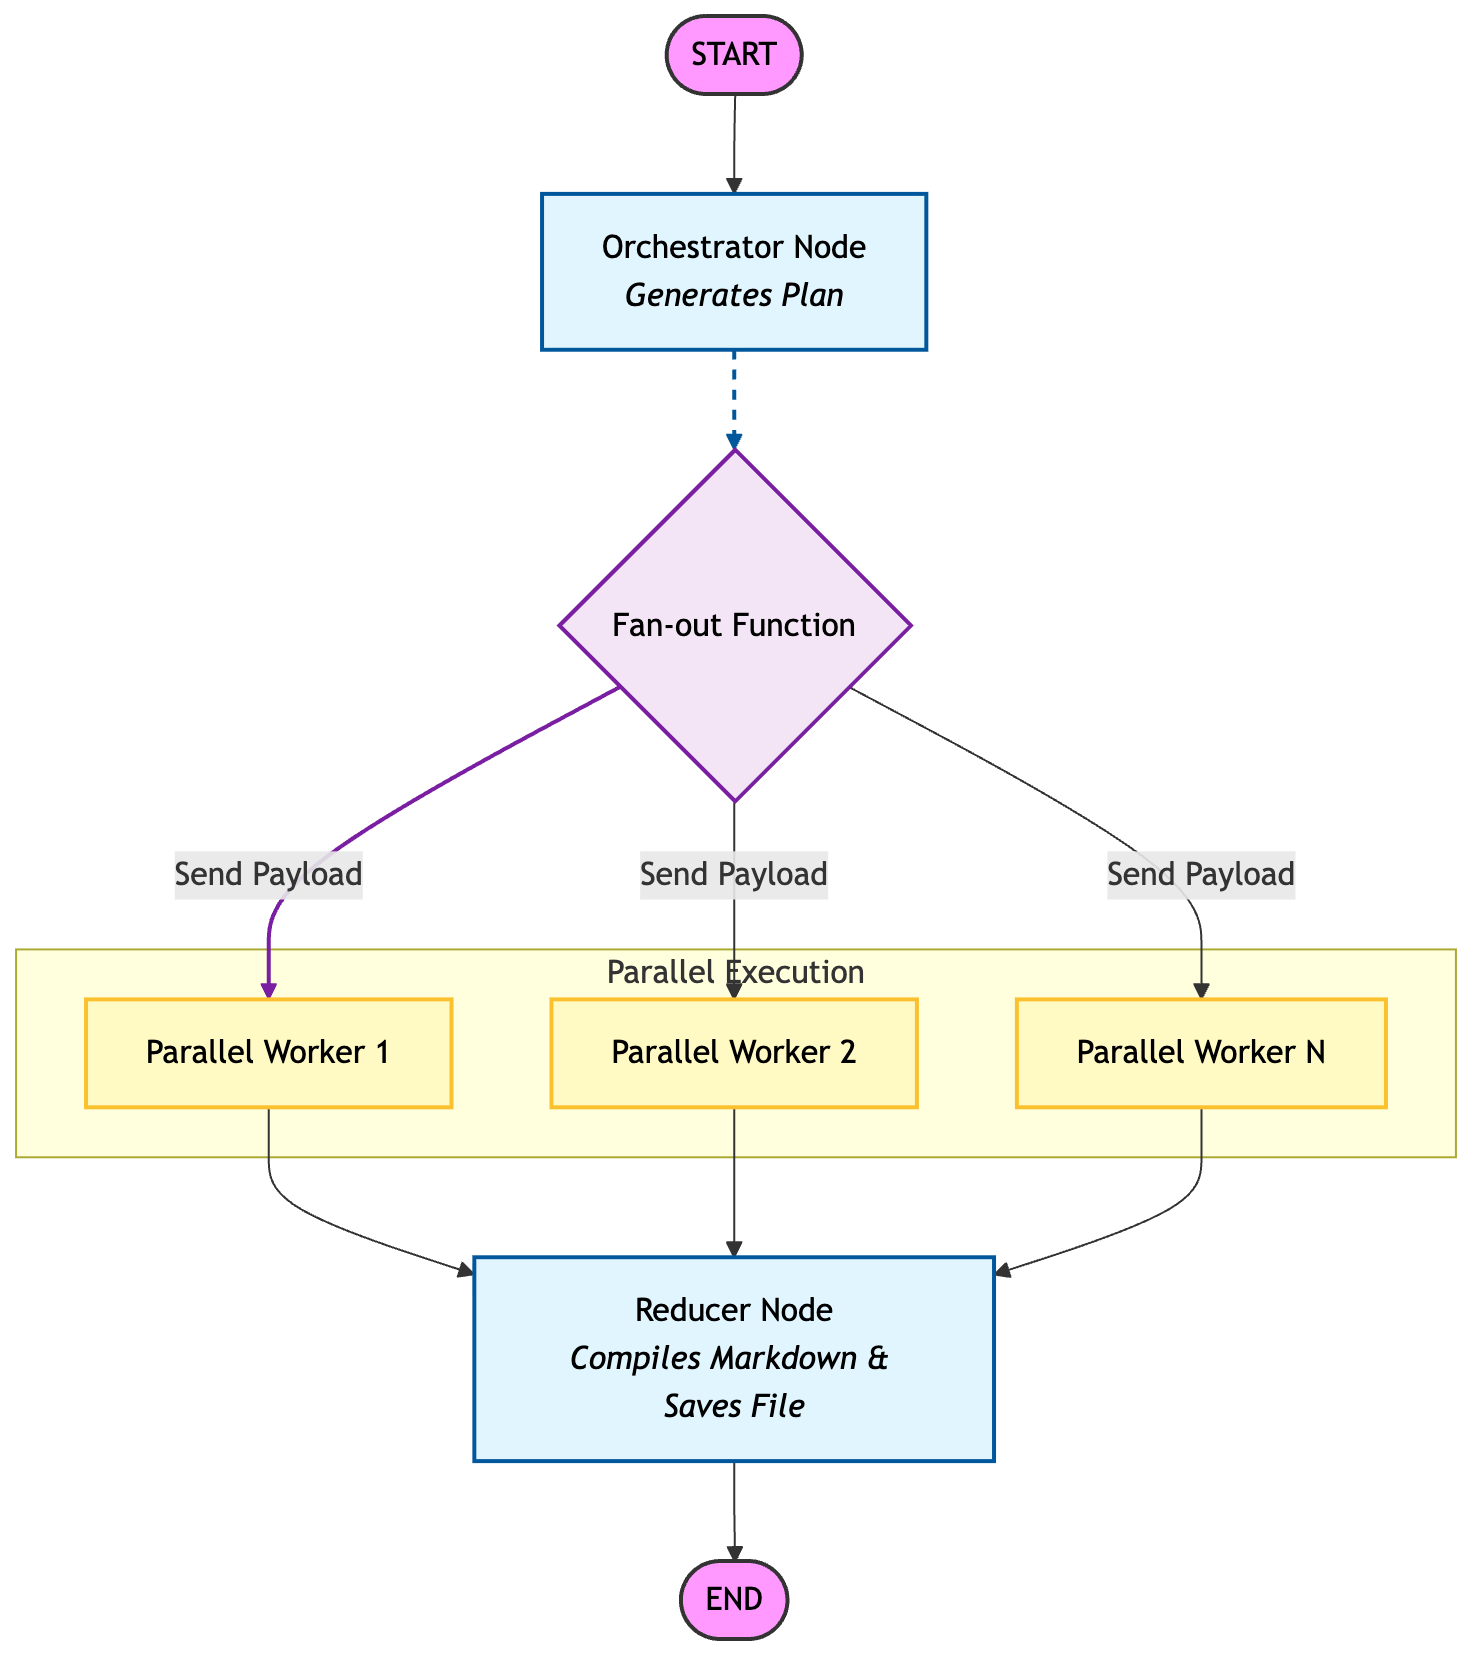 START
Orchestrator Node
Generates Plan
Fan-out Function
Send Payload
Send Payload
Send Payload
Parallel Execution
Parallel Worker 1
Parallel Worker 2
Parallel Worker N
Reducer Node
Compiles Markdown &
Saves File
END